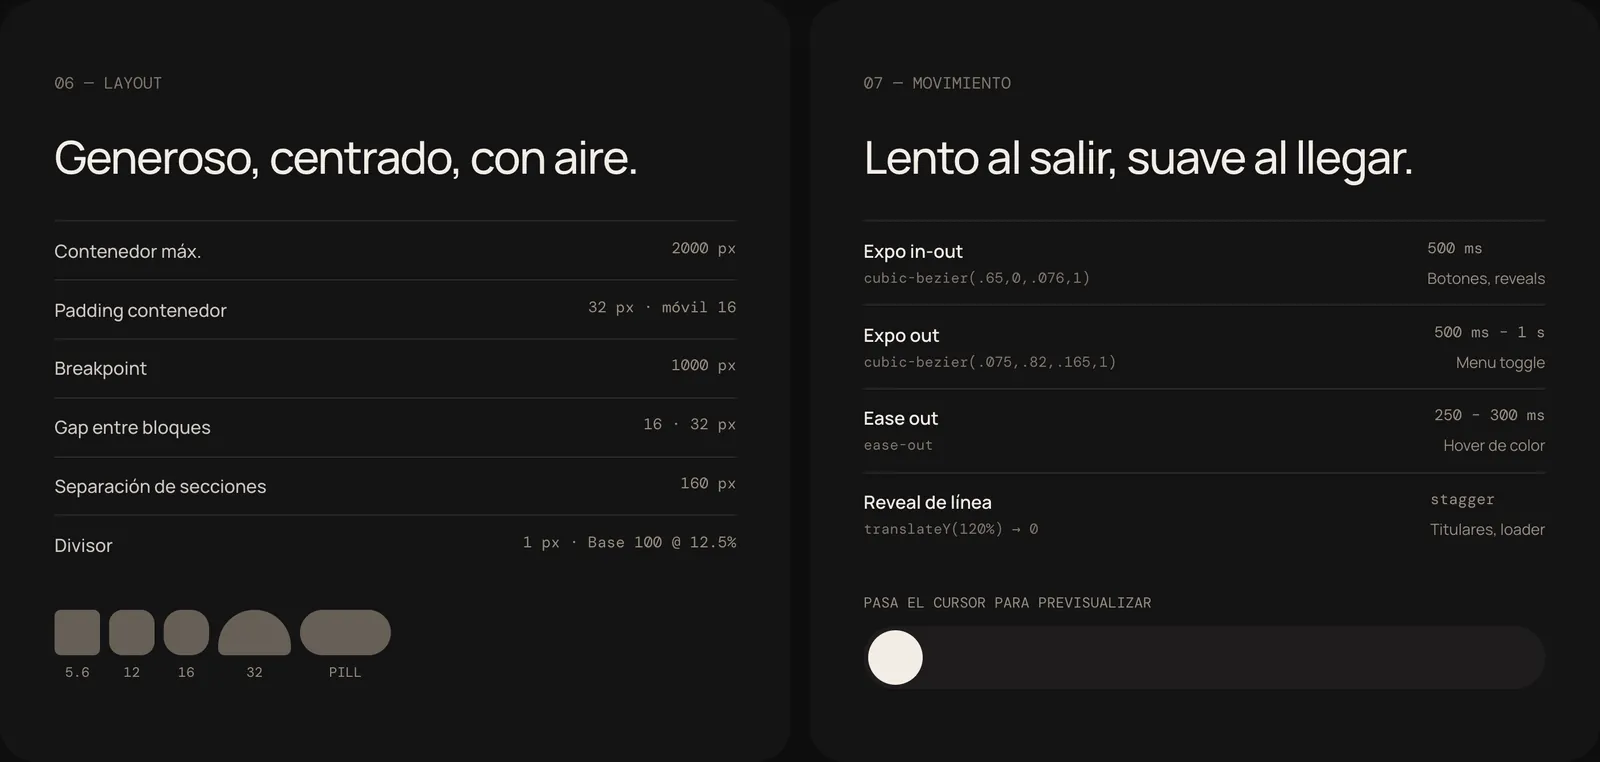 06 — LAYOUT
Generoso, centrado, con aire.
Contenedor máx.
2000 px
Padding contenedor
32 px · móvil 16
Breakpoint
1000 px
Gap entre bloques
16 · 32 px
Separación de secciones
160 px
Divisor
1 px · Base 100 @ 12.5%
5.6
12
16
32
PILL
07 — MOVIMIENTO
Lento al salir, suave al llegar.
Expo in-out
500 ms
cubic-bezier(.65,0,.076,1)
Botones, reveals
Expo out
500 ms – 1 s
cubic-bezier(.075,.82,.165,1)
Menu toggle
Ease out
250 – 300 ms
ease-out
Hover de color
Reveal de línea
stagger
translateY(120%) → 0
Titulares, loader
PASA EL CURSOR PARA PREVISUALIZAR